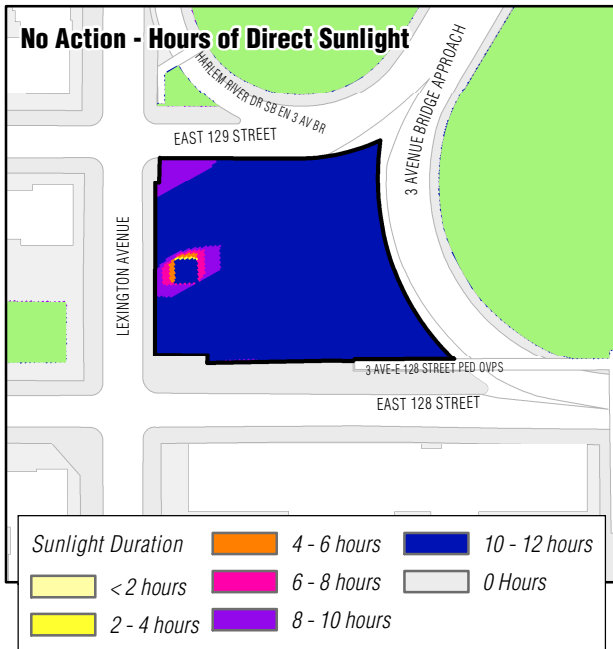 No Action - Hours of Direct Sunlight
HARLEM RIVER DR SB EN 3 AV BR
3 AVENUE BRIDGE APPROACH
EAST 129 STREET
LEXINGTON AVENUE
3 AVE-E 128 STREET PED OVPS
EAST 128 STREET
Sunlight Duration
< 2 hours
2 - 4 hours
4 - 6 hours
6 - 8 hours
8 - 10 hours
10 - 12 hours
0 Hours